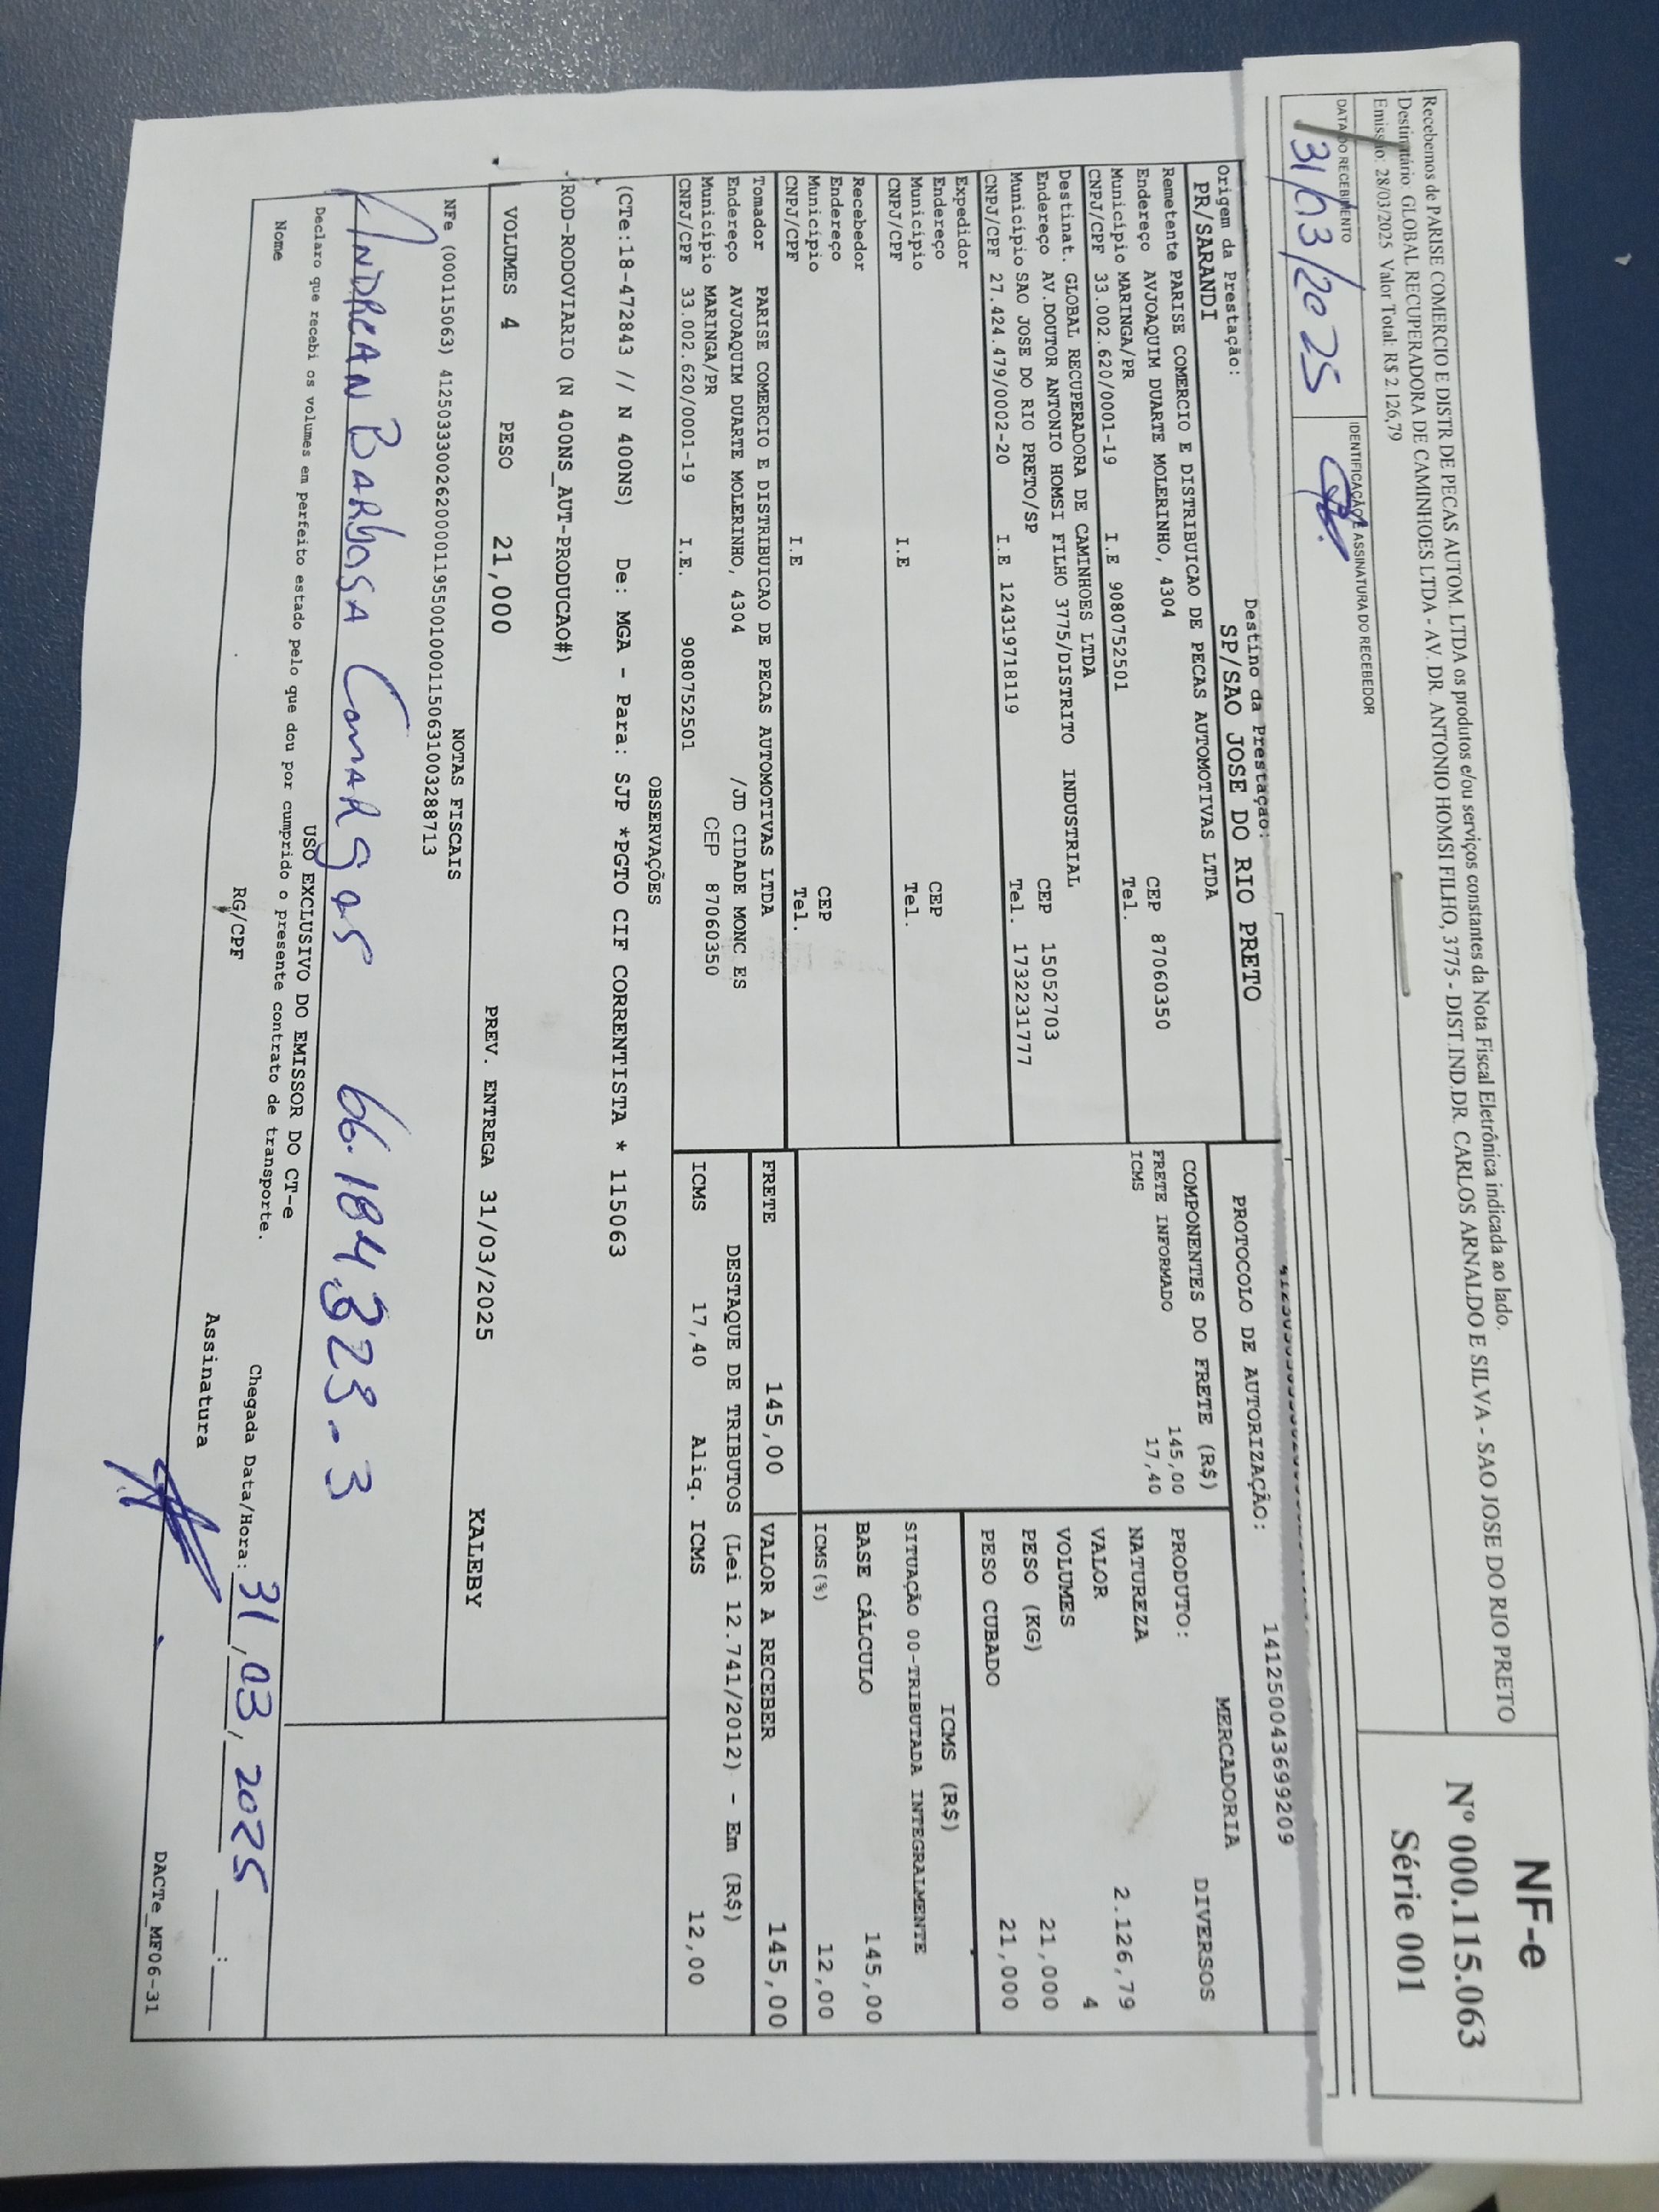 Recebemos de PARISE COMERCIO E DISTR DE PECAS AUTOM. LTDA os produtos e/ou serviços constantes da Nota Fiscal Eletrônica indicada ao lado.
Destinatário: GLOBAL RECUPERADORA DE CAMINHOES LTDA - AV. DR. ANTONIO HOMSI FILHO, 3775 - DIST.IND.DR. CARLOS ARNALDO E SILVA - SAO JOSE DO RIO PRETO
Emissão: 28/03/2025 Valor Total: R$ 2.126,79
NF-e
Nº 000.115.063
Série 001
DATA DO RECEBIMENTO
31/03/2025
IDENTIFICAÇÃO E ASSINATURA DO RECEBEDOR
Origem da Prestação:
PR/SARANDI
Destino da Prestação:
SP/SAO JOSE DO RIO PRETO
PROTOCOLO DE AUTORIZAÇÃO: 141250043699209
Remetente PARISE COMERCIO E DISTRIBUICAO DE PECAS AUTOMOTIVAS LTDA
Endereço AVJOAQUIM DUARTE MOLERINHO, 4304 CEP 87060350
Município MARINGA/PR Tel.
CNPJ/CPF 33.002.620/0001-19 I.E 9080752501
Destinat. GLOBAL RECUPERADORA DE CAMINHOES LTDA
Endereço AV.DOUTOR ANTONIO HOMSI FILHO 3775/DISTRITO INDUSTRIAL CEP 15052703
Município SAO JOSE DO RIO PRETO/SP Tel. 1732231777
CNPJ/CPF 27.424.479/0002-20 I.E 124319718119
Expedidor
Endereço CEP
Município Tel.
CNPJ/CPF I.E
Recebedor
Endereço CEP
Município Tel.
CNPJ/CPF I.E
Tomador PARISE COMERCIO E DISTRIBUICAO DE PECAS AUTOMOTIVAS LTDA
Endereço AVJOAQUIM DUARTE MOLERINHO, 4304 /JD CIDADE MONC ES
Município MARINGA/PR CEP 87060350
CNPJ/CPF 33.002.620/0001-19 I.E. 9080752501
COMPONENTES DO FRETE (R$)
FRETE INFORMADO 145,00
ICMS 17,40
MERCADORIA
PRODUTO: DIVERSOS
NATUREZA
VALOR 2.126,79
VOLUMES 4
PESO (KG) 21,000
PESO CUBADO 21,000
ICMS (R$)
SITUAÇÃO 00-TRIBUTADA INTEGRALMENTE
BASE CÁLCULO 145,00
ICMS(%) 12,00
FRETE 145,00 VALOR A RECEBER 145,00
DESTAQUE DE TRIBUTOS (Lei 12.741/2012) - Em (R$)
ICMS 17,40 Aliq. ICMS 12,00
OBSERVAÇÕES
(CTe:18-472843 // N 400NS) De: MGA - Para: SJP *PGTO CIF CORRENTISTA * 115063
ROD-RODOVIARIO (N 400NS_AUT-PRODUCAO#)
VOLUMES 4 PESO 21,000 PREV. ENTREGA 31/03/2025 KALEBY
NOTAS FISCAIS
NFe (000115063) 41250333002620000119550010001150631003288713
ANDREAN BARBOSA CAMARGOS 66.184.323-3
USO EXCLUSIVO DO EMISSOR DO CT-e
Declaro que recebi os volumes em perfeito estado pelo que dou por cumprido o presente contrato de transporte.
Nome RG/CPF Assinatura
Chegada Data/Hora: 31/03/2025 __:__
DACTe_MF06-31